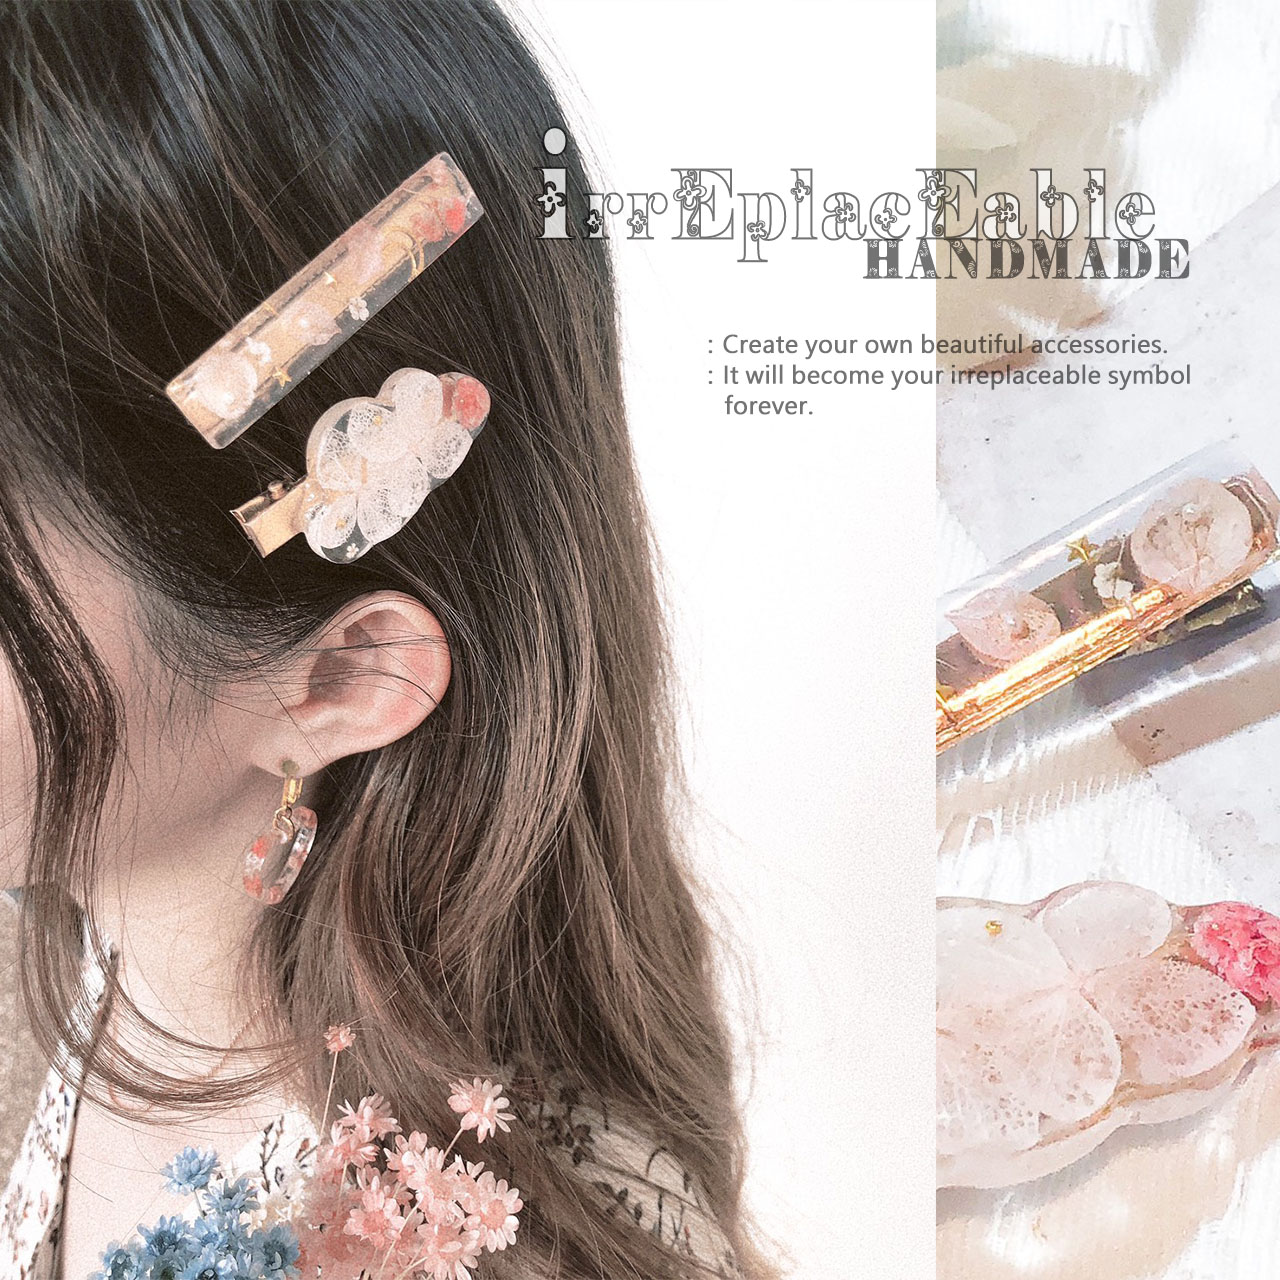 irrEplacEable
HANDMADE
: Create your own beautiful accessories.
: It will become your irreplaceable symbol
forever.